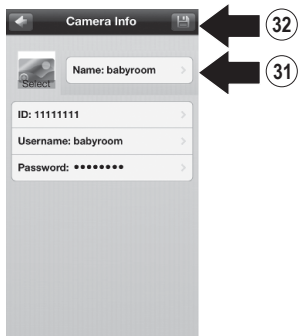 Camera Info
32
Select
Name: babyroom
31
ID: 11111111
Username: babyroom
Password: ••••••••